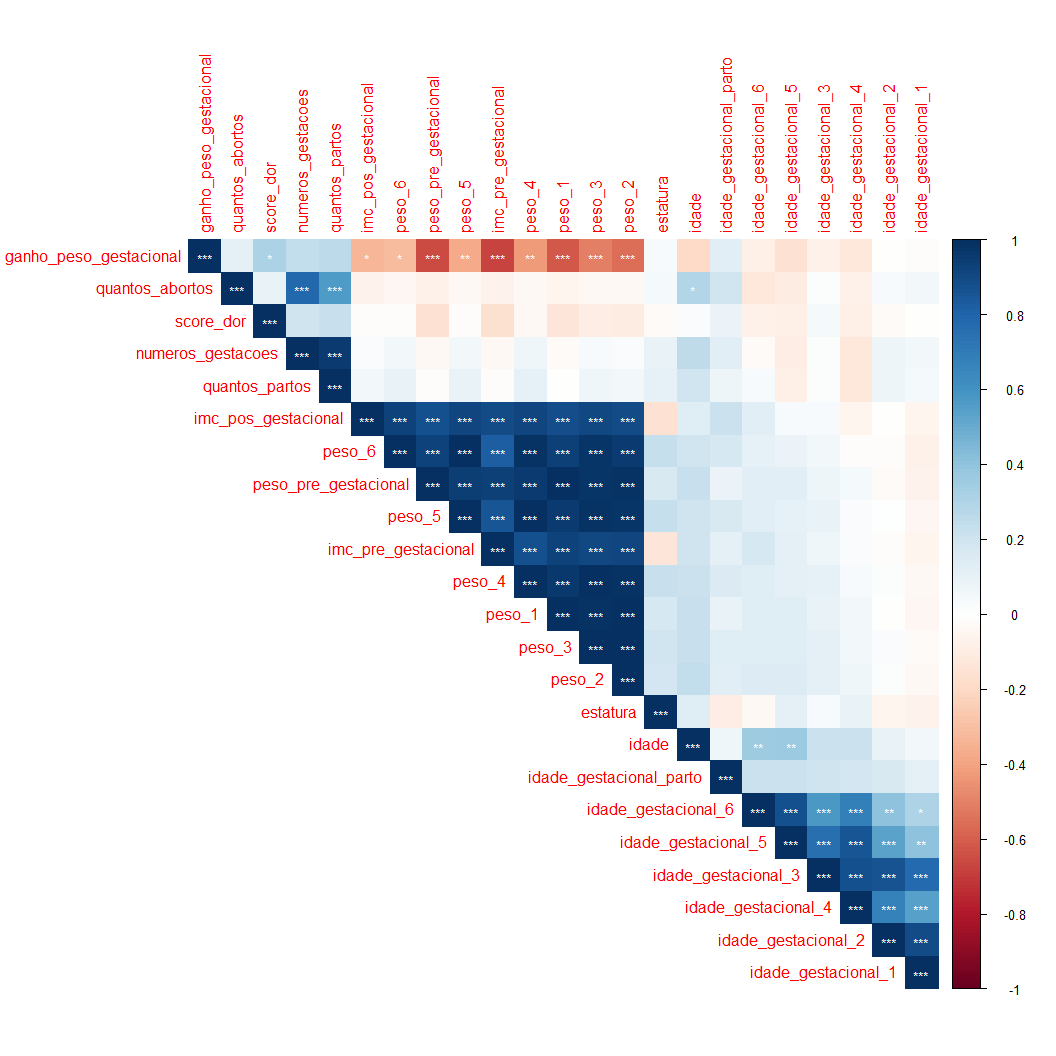 ganho_peso_gestacional
quantos_abortos
score_dor
numeros_gestacoes
quantos_partos
imc_pos_gestacional
peso_6
peso_pre_gestacional
peso_5
imc_pre_gestacional
peso_4
peso_1
peso_3
peso_2
estatura
idade
idade_gestacional_parto
idade_gestacional_6
idade_gestacional_5
idade_gestacional_3
idade_gestacional_4
idade_gestacional_2
idade_gestacional_1
ganho_peso_gestacional *** * * * *** ** *** ** *** *** ***
quantos_abortos *** *** *** *
score_dor ***
numeros_gestacoes *** ***
quantos_partos ***
imc_pos_gestacional *** *** *** *** *** *** *** *** ***
peso_6 *** *** *** *** *** *** *** ***
peso_pre_gestacional *** *** *** *** *** *** ***
peso_5 *** *** *** *** *** ***
imc_pre_gestacional *** *** *** *** ***
peso_4 *** *** *** ***
peso_1 *** *** ***
peso_3 *** ***
peso_2 ***
estatura ***
idade *** ** **
idade_gestacional_parto ***
idade_gestacional_6 *** *** *** *** ** *
idade_gestacional_5 *** *** *** *** **
idade_gestacional_3 *** *** *** ***
idade_gestacional_4 *** *** ***
idade_gestacional_2 *** ***
idade_gestacional_1 ***
1
0.8
0.6
0.4
0.2
0
-0.2
-0.4
-0.6
-0.8
-1